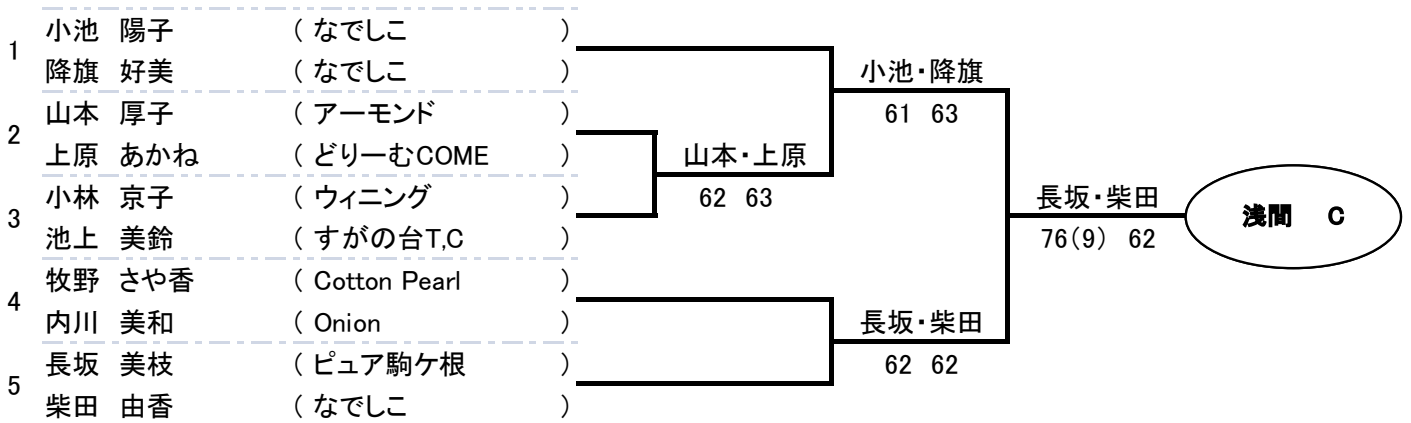 1
小池 陽子 ( なでしこ )
降旗 好美 ( なでしこ )
2
山本 厚子 ( アーモンド )
上原 あかね ( どりーむCOME )
3
小林 京子 ( ウィニング )
池上 美鈴 ( すがの台T,C )
4
牧野 さや香 ( Cotton Pearl )
内川 美和 ( Onion )
5
長坂 美枝 ( ピュア駒ケ根 )
柴田 由香 ( なでしこ )
山本・上原
62 63
小池・降旗
61 63
長坂・柴田
62 62
長坂・柴田
76(9) 62
浅間 C